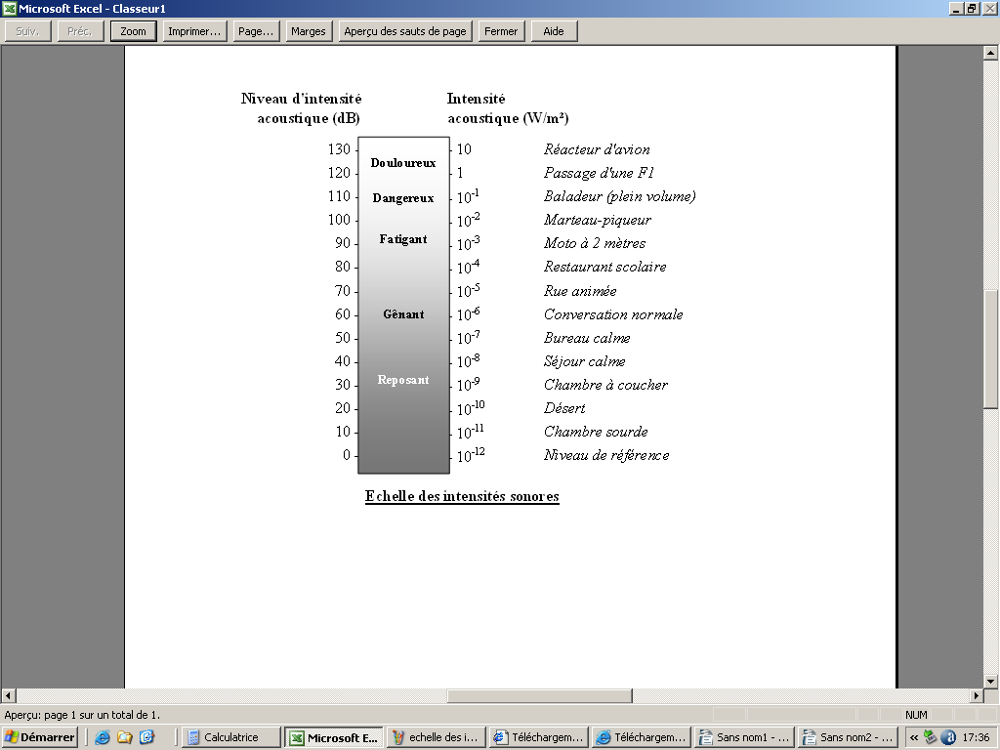 Microsoft Excel - Classeur1
Suiv. Préc. Zoom Imprimer... Page... Marges Aperçu des sauts de page Fermer Aide
Niveau d'intensité Intensité
acoustique (dB) acoustique (W/m²)
130 10 Réacteur d'avion
Douloureux
120 1 Passage d'une F1
110 Dangereux 10⁻¹ Baladeur (plein volume)
100 10⁻² Marteau-piqueur
90 Fatigant 10⁻³ Moto à 2 mètres
80 10⁻⁴ Restaurant scolaire
70 10⁻⁵ Rue animée
60 Gênant 10⁻⁶ Conversation normale
50 10⁻⁷ Bureau calme
40 10⁻⁸ Séjour calme
30 Reposant 10⁻⁹ Chambre à coucher
20 10⁻¹⁰ Désert
10 10⁻¹¹ Chambre sourde
0 10⁻¹² Niveau de référence
Echelle des intensités sonores
Aperçu: page 1 sur un total de 1. NUM
Démarrer Calculatrice Microsoft E... echelle des i... Téléchargem... Téléchargem... Sans nom1 - ... Sans nom2 - ... « 17:36